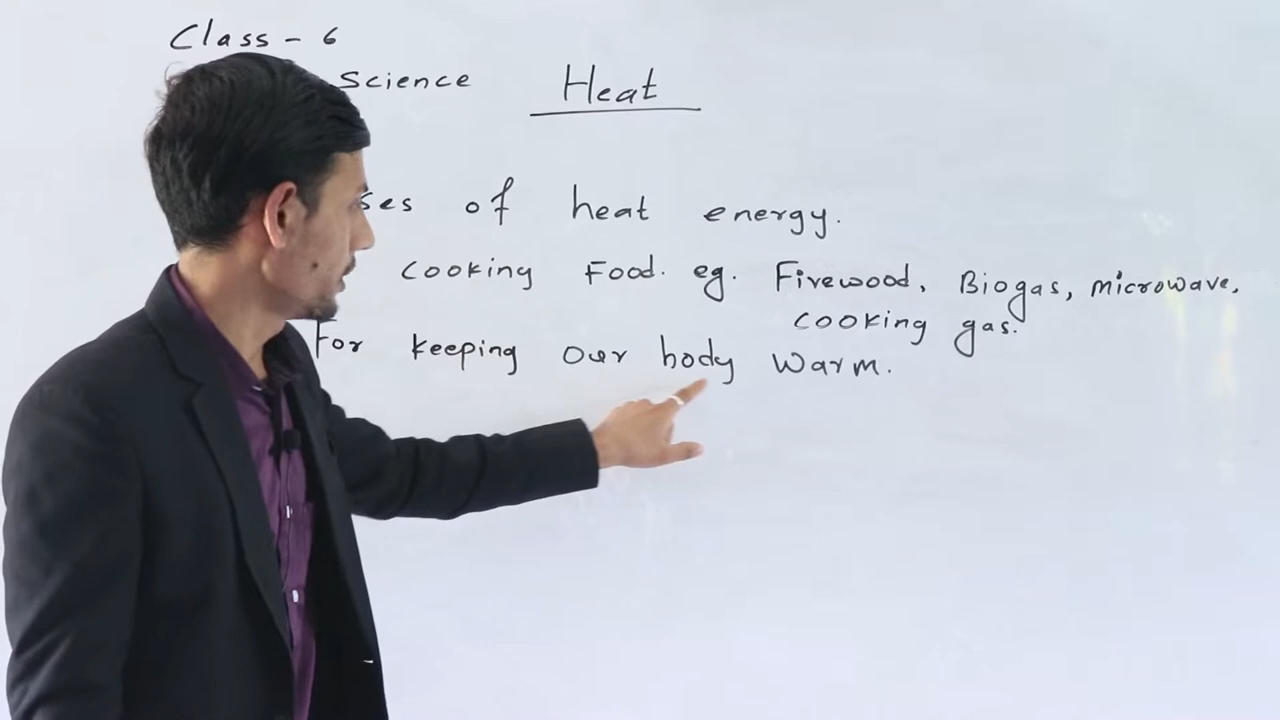 Class - 6
Science
Heat
ses of heat energy.
cooking Food. eg. Firewood, Biogas, microwave,
cooking gas.
For keeping our body warm.